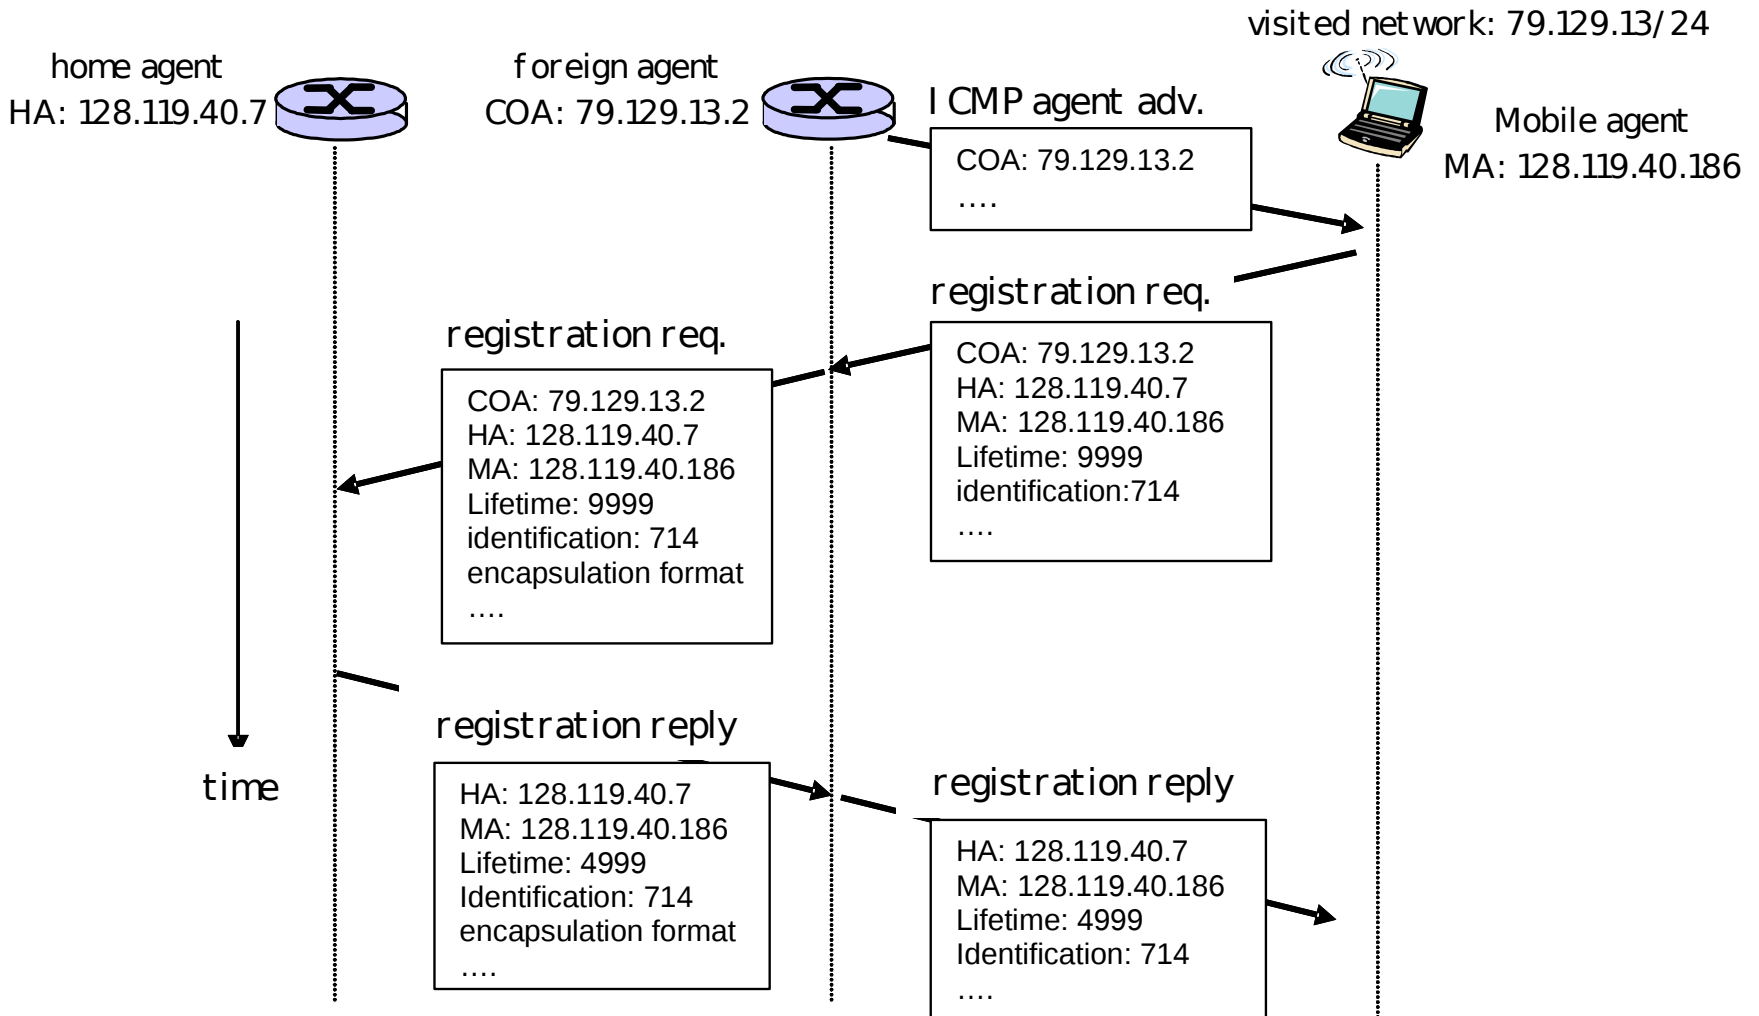 visited network: 79.129.13/24
home agent
HA: 128.119.40.7
foreign agent
COA: 79.129.13.2
ICMP agent adv.
COA: 79.129.13.2
….
Mobile agent
MA: 128.119.40.186
registration req.
COA: 79.129.13.2
HA: 128.119.40.7
MA: 128.119.40.186
Lifetime: 9999
identification:714
….
registration req.
COA: 79.129.13.2
HA: 128.119.40.7
MA: 128.119.40.186
Lifetime: 9999
identification: 714
encapsulation format
….
time
registration reply
HA: 128.119.40.7
MA: 128.119.40.186
Lifetime: 4999
Identification: 714
encapsulation format
….
registration reply
HA: 128.119.40.7
MA: 128.119.40.186
Lifetime: 4999
Identification: 714
….